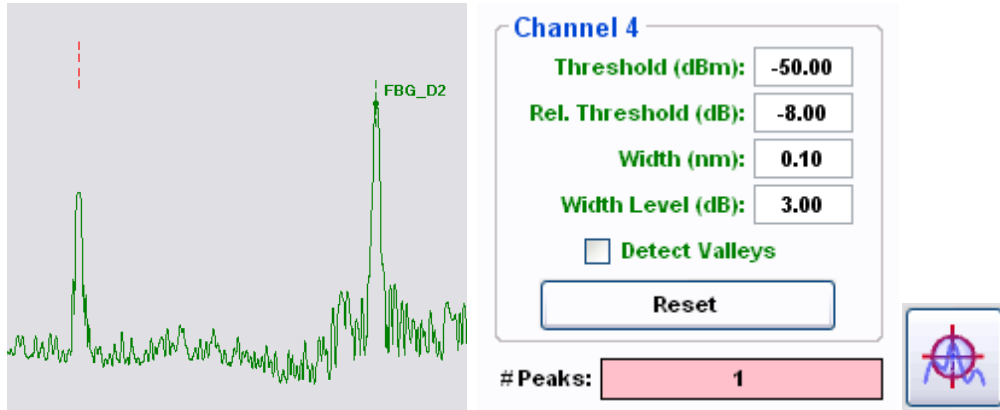 FBG_D2
Channel 4
Threshold (dBm): -50.00
Rel. Threshold (dB): -8.00
Width (nm): 0.10
Width Level (dB): 3.00
Detect Valleys
Reset
# Peaks: 1